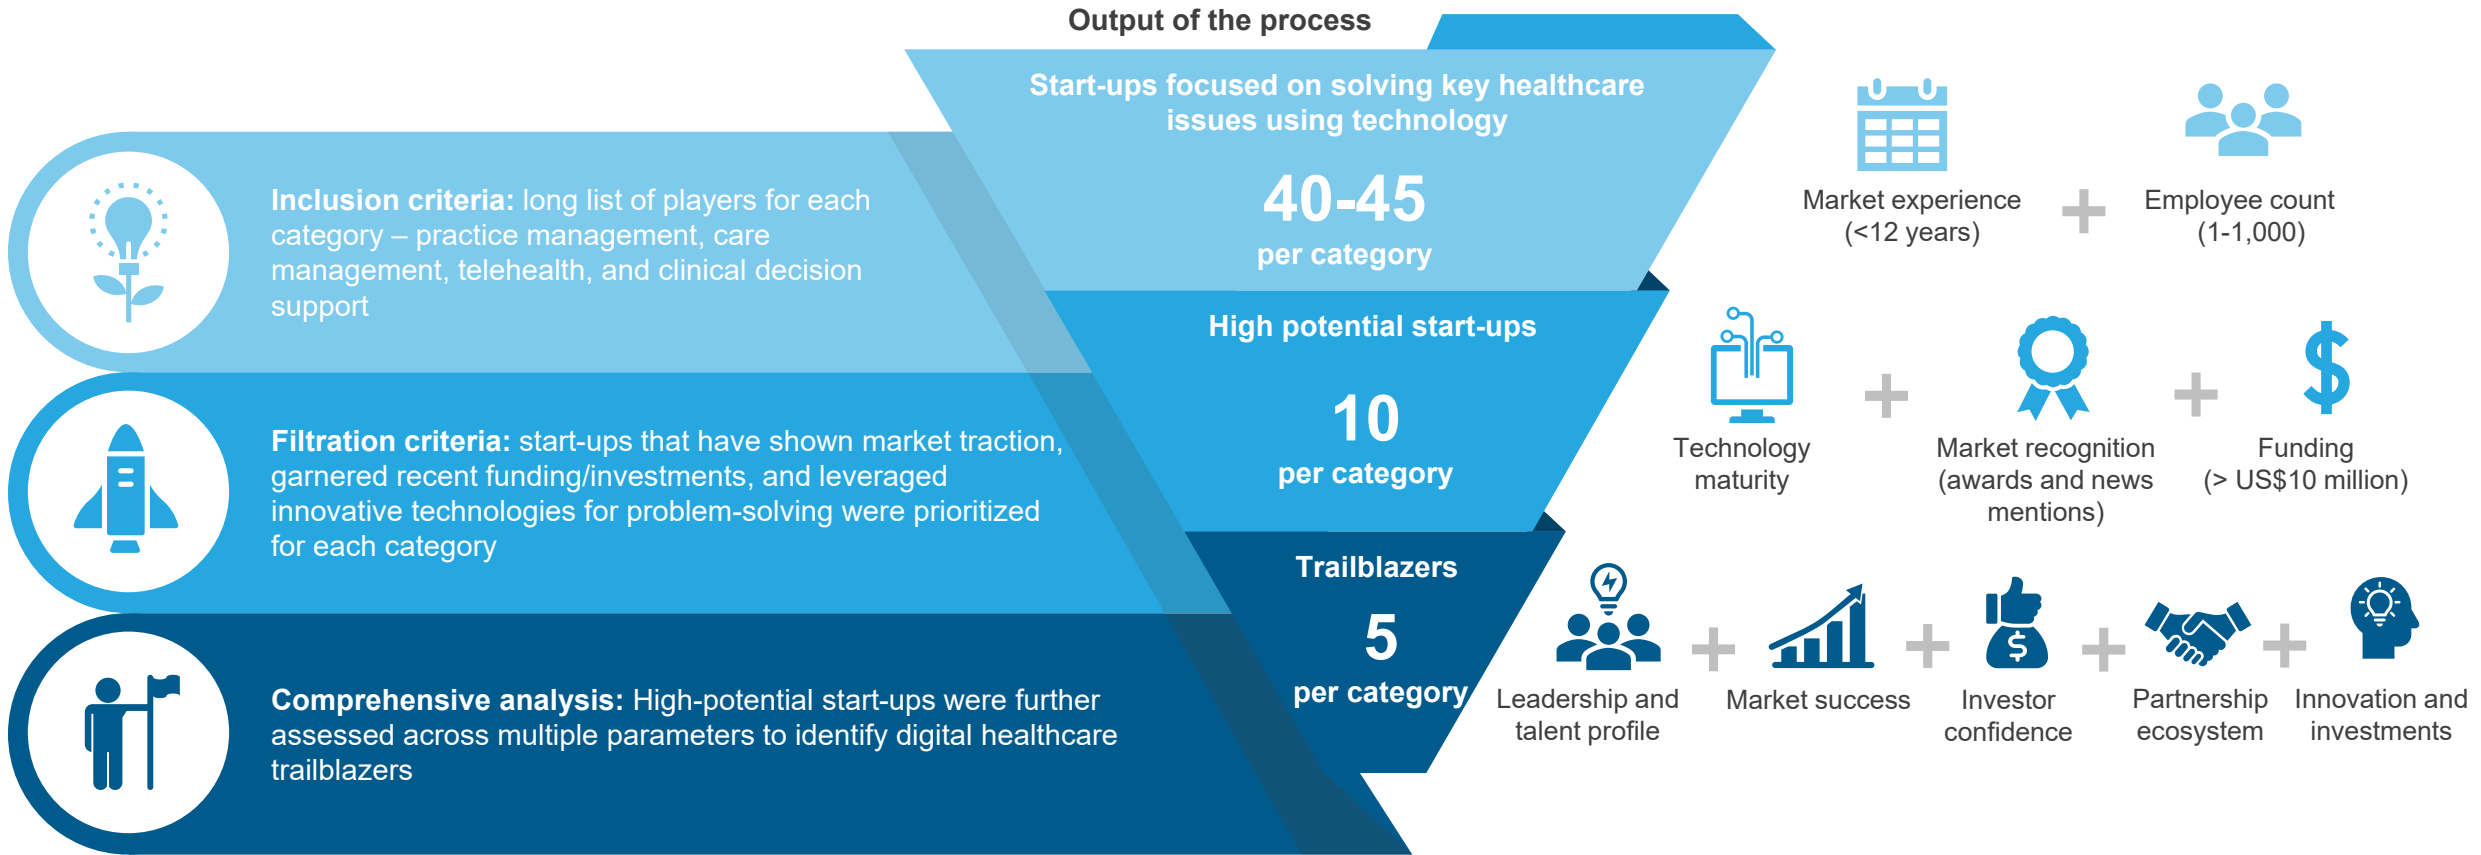 Output of the process
Inclusion criteria: long list of players for each
category – practice management, care
management, telehealth, and clinical decision
support
Start-ups focused on solving key healthcare
issues using technology
40-45
per category
Market experience
(<12 years)
Employee count
(1-1,000)
Filtration criteria: start-ups that have shown market traction,
garnered recent funding/investments, and leveraged
innovative technologies for problem-solving were prioritized
for each category
High potential start-ups
10
per category
Technology
maturity
Market recognition
(awards and news
mentions)
Funding
(> US$10 million)
Comprehensive analysis: High-potential start-ups were further
assessed across multiple parameters to identify digital healthcare
trailblazers
Trailblazers
5
per category
Leadership and
talent profile
Market success
Investor
confidence
Partnership
ecosystem
Innovation and
investments